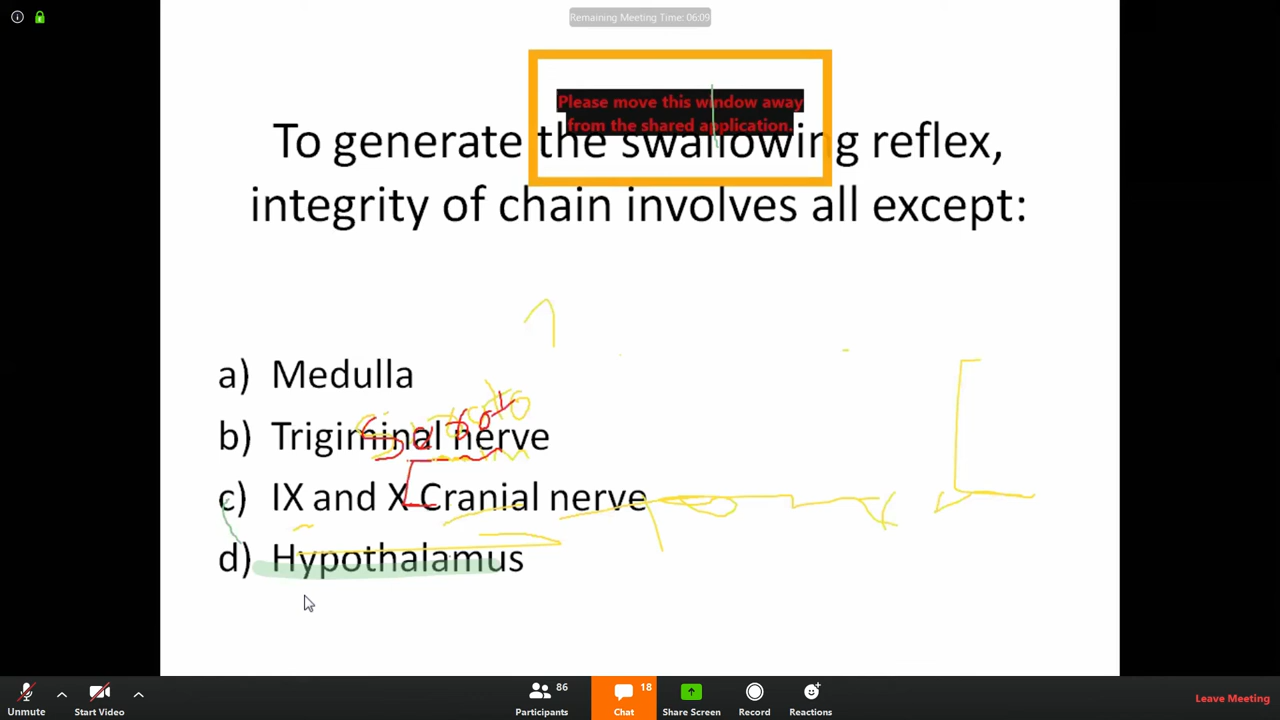 Remaining Meeting Time: 06:09
Please move this window away
from the shared application.
To generate the swallowing reflex,
integrity of chain involves all except:
a) Medulla
b) Trigiminal nerve
c) IX and X Cranial nerve
d) Hypothalamus
Unmute
Start Video
86
Participants
18
Chat
Share Screen
Record
Reactions
Leave Meeting